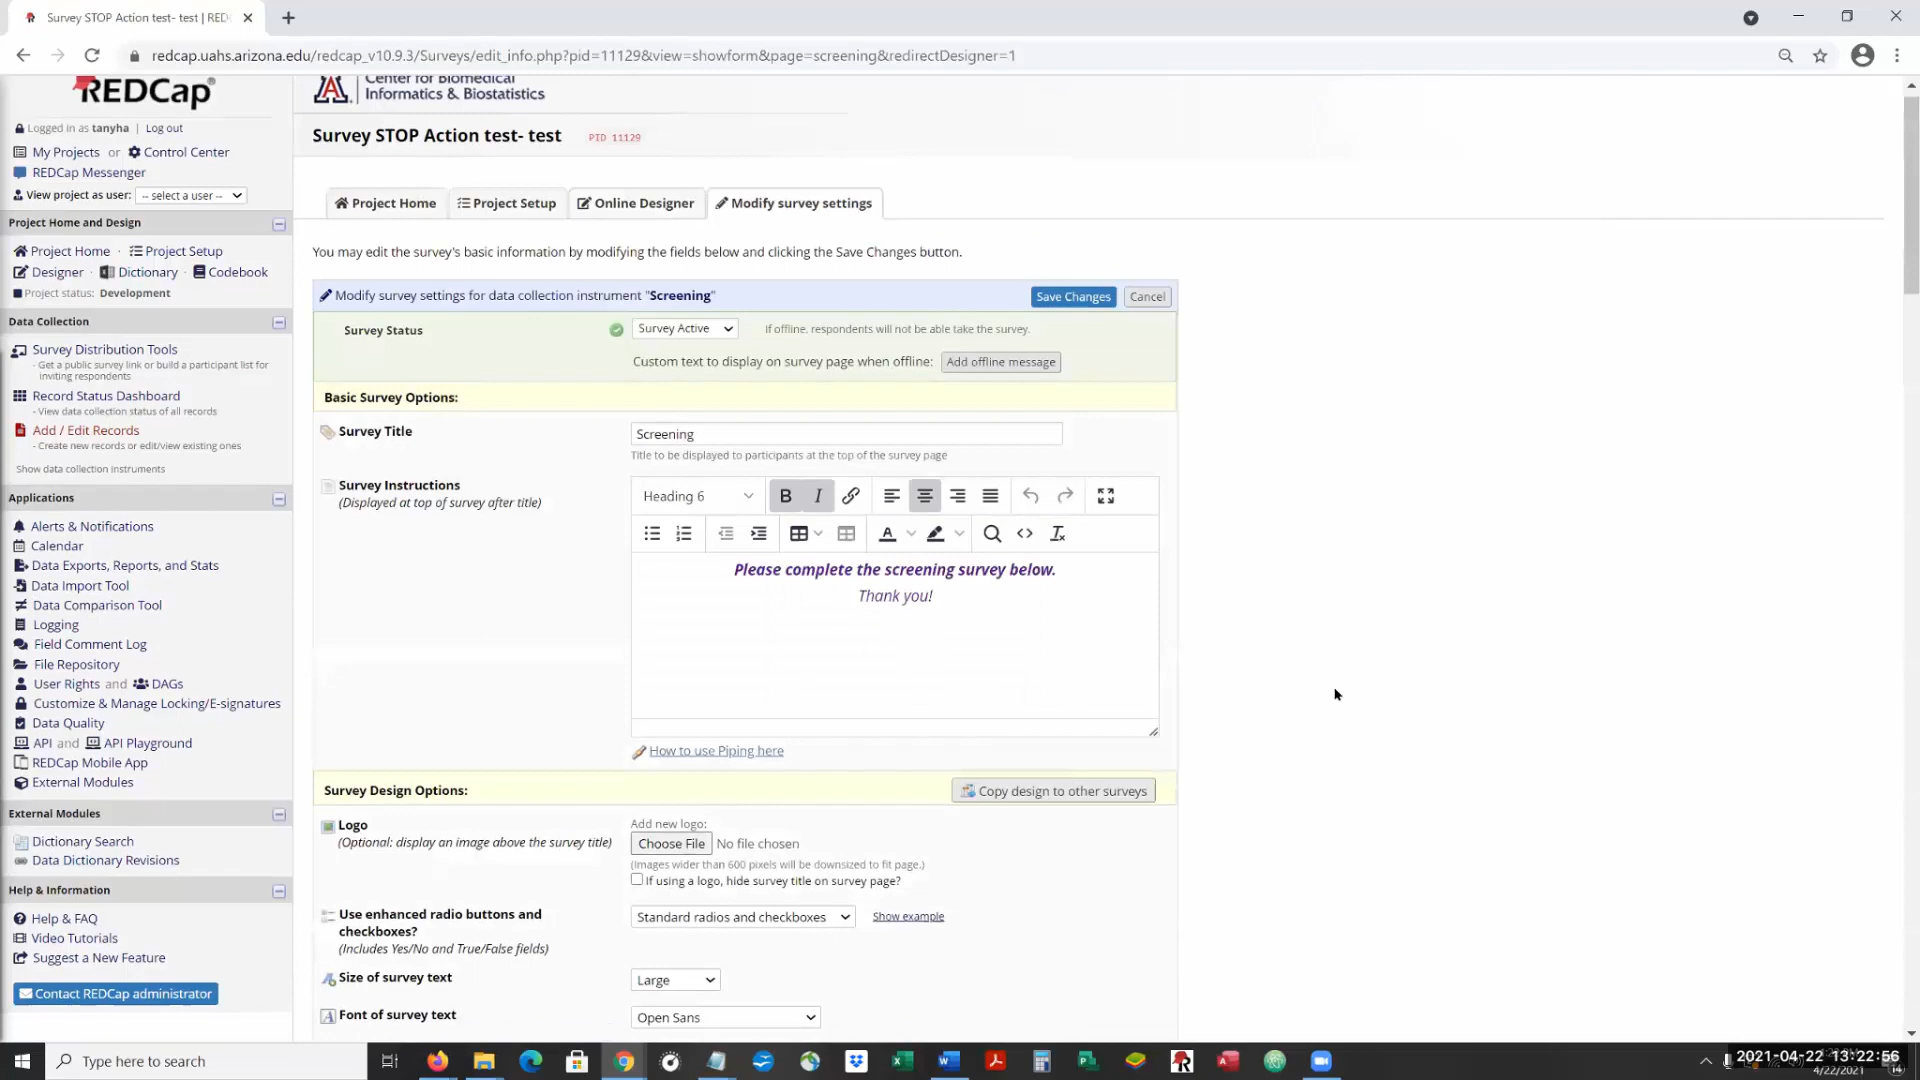 Survey STOP Action test- test | RED
redcap.uahs.arizona.edu/redcap_v10.9.3/Surveys/edit_info.php?pid=11129&view=showform&page=screening&redirectDesigner=1
REDCap
Center for Biomedical
Informatics & Biostatistics
Logged in as tanyha | Log out
My Projects or Control Center
REDCap Messenger
View project as user: -- select a user --
Project Home and Design
Project Home · Project Setup
Designer · Dictionary · Codebook
Project status: Development
Data Collection
Survey Distribution Tools
- Get a public survey link or build a participant list for
inviting respondents
Record Status Dashboard
- View data collection status of all records
Add / Edit Records
- Create new records or edit/view existing ones
Show data collection instruments
Applications
Alerts & Notifications
Calendar
Data Exports, Reports, and Stats
Data Import Tool
Data Comparison Tool
Logging
Field Comment Log
File Repository
User Rights and DAGs
Customize & Manage Locking/E-signatures
Data Quality
API and API Playground
REDCap Mobile App
External Modules
External Modules
Dictionary Search
Data Dictionary Revisions
Help & Information
Help & FAQ
Video Tutorials
Suggest a New Feature
Contact REDCap administrator
Survey STOP Action test- test PID 11129
Project Home
Project Setup
Online Designer
Modify survey settings
You may edit the survey's basic information by modifying the fields below and clicking the Save Changes button.
Modify survey settings for data collection instrument "Screening"
Save Changes
Cancel
Survey Status
Survey Active
If offline, respondents will not be able take the survey.
Custom text to display on survey page when offline: Add offline message
Basic Survey Options:
Survey Title
Screening
Title to be displayed to participants at the top of the survey page
Survey Instructions
(Displayed at top of survey after title)
Heading 6
B I
Please complete the screening survey below.
Thank you!
How to use Piping here
Survey Design Options:
Copy design to other surveys
Logo
(Optional: display an image above the survey title)
Add new logo:
Choose File No file chosen
(Images wider than 600 pixels will be downsized to fit page.)
If using a logo, hide survey title on survey page?
Use enhanced radio buttons and
checkboxes?
(Includes Yes/No and True/False fields)
Standard radios and checkboxes
Show example
Size of survey text
Large
Font of survey text
Open Sans
Type here to search
2021-04-22 13:22:56
4/22/2021